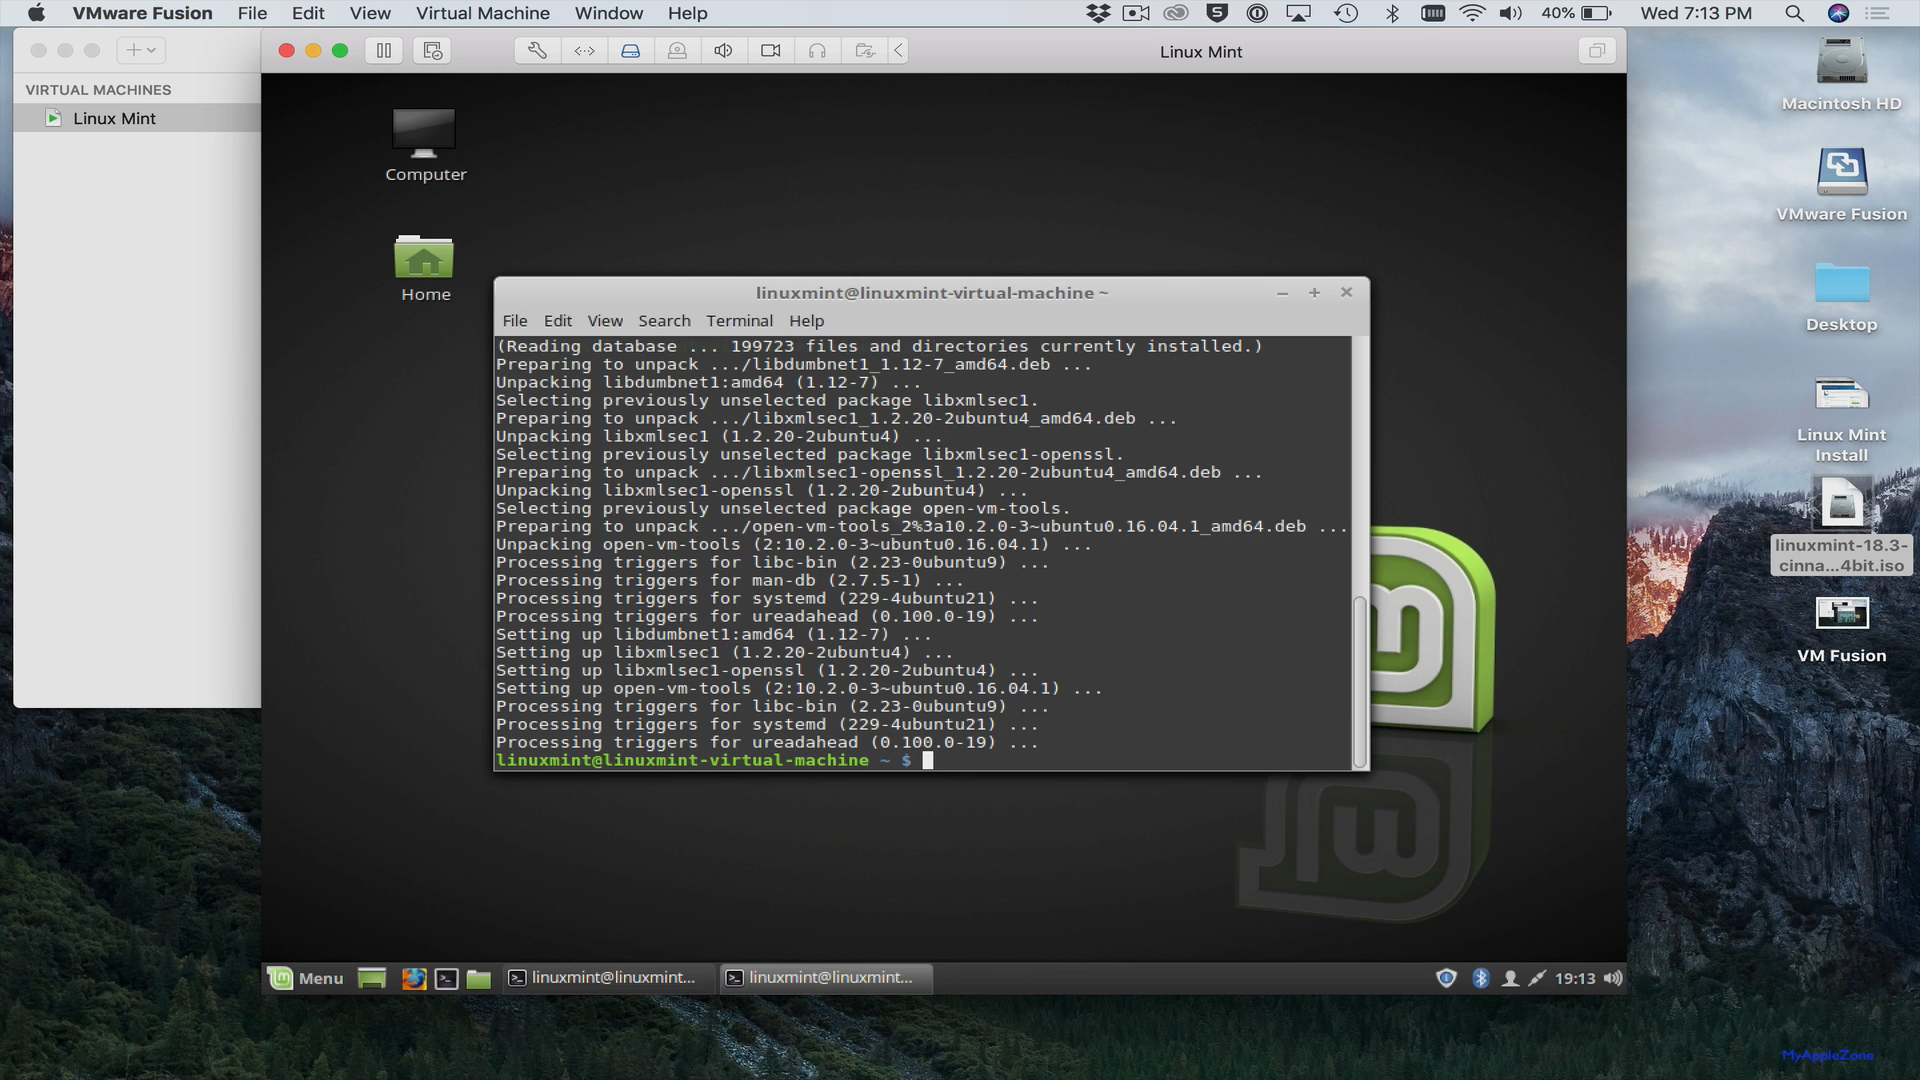 VMware Fusion File Edit View Virtual Machine Window Help 40% Wed 7:13 PM
Linux Mint
VIRTUAL MACHINES
Linux Mint
Computer
Home
linuxmint@linuxmint-virtual-machine ~
File Edit View Search Terminal Help
(Reading database ... 199723 files and directories currently installed.)
Preparing to unpack .../libdumbnet1_1.12-7_amd64.deb ...
Unpacking libdumbnet1:amd64 (1.12-7) ...
Selecting previously unselected package libxmlsec1.
Preparing to unpack .../libxmlsec1_1.2.20-2ubuntu4_amd64.deb ...
Unpacking libxmlsec1 (1.2.20-2ubuntu4) ...
Selecting previously unselected package libxmlsec1-openssl.
Preparing to unpack .../libxmlsec1-openssl_1.2.20-2ubuntu4_amd64.deb ...
Unpacking libxmlsec1-openssl (1.2.20-2ubuntu4) ...
Selecting previously unselected package open-vm-tools.
Preparing to unpack .../open-vm-tools_2%3a10.2.0-3~ubuntu0.16.04.1_amd64.deb ...
Unpacking open-vm-tools (2:10.2.0-3~ubuntu0.16.04.1) ...
Processing triggers for libc-bin (2.23-0ubuntu9) ...
Processing triggers for man-db (2.7.5-1) ...
Processing triggers for systemd (229-4ubuntu21) ...
Processing triggers for ureadahead (0.100.0-19) ...
Setting up libdumbnet1:amd64 (1.12-7) ...
Setting up libxmlsec1 (1.2.20-2ubuntu4) ...
Setting up libxmlsec1-openssl (1.2.20-2ubuntu4) ...
Setting up open-vm-tools (2:10.2.0-3~ubuntu0.16.04.1) ...
Processing triggers for libc-bin (2.23-0ubuntu9) ...
Processing triggers for systemd (229-4ubuntu21) ...
Processing triggers for ureadahead (0.100.0-19) ...
linuxmint@linuxmint-virtual-machine ~ $
Menu linuxmint@linuxmint... linuxmint@linuxmint... 19:13
Macintosh HD
VMware Fusion
Desktop
Linux Mint
Install
linuxmint-18.3-
cinna...4bit.iso
VM Fusion
MyAppleZone